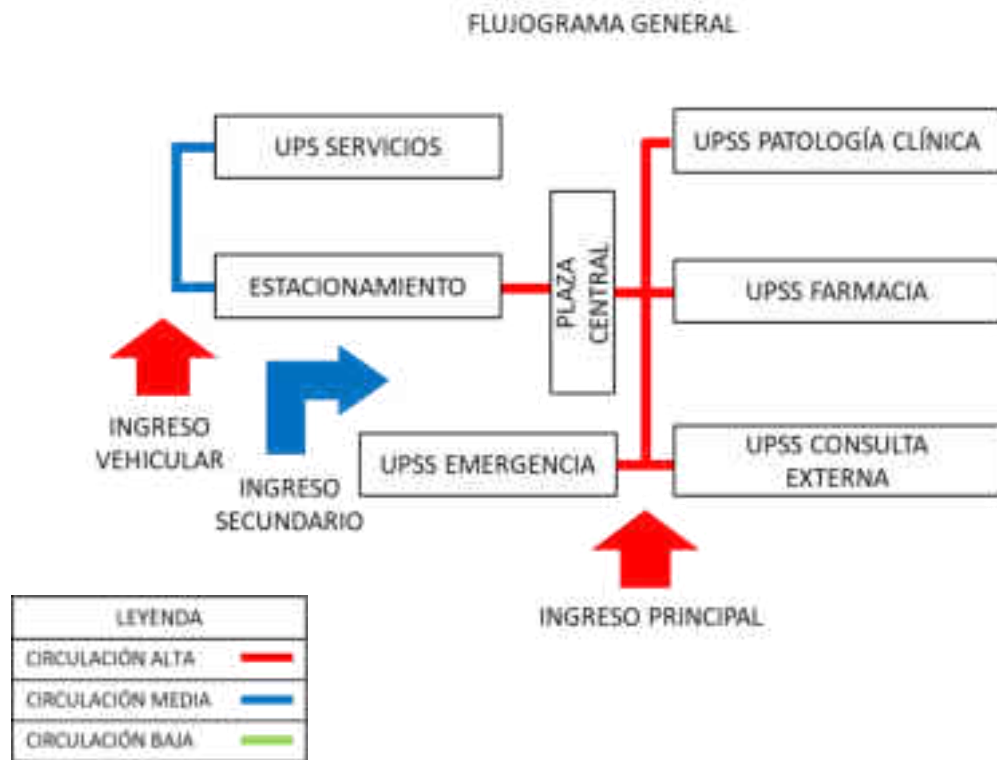 FLUJOGRAMA GENERAL
UPS SERVICIOS
UPSS PATOLOGÍA CLÍNICA
ESTACIONAMIENTO
PLAZA
CENTRAL
UPSS FARMACIA
INGRESO
VEHICULAR
INGRESO
SECUNDARIO
UPSS EMERGENCIA
UPSS CONSULTA
EXTERNA
INGRESO PRINCIPAL
LEYENDA
CIRCULACIÓN ALTA
CIRCULACIÓN MEDIA
CIRCULACIÓN BAJA